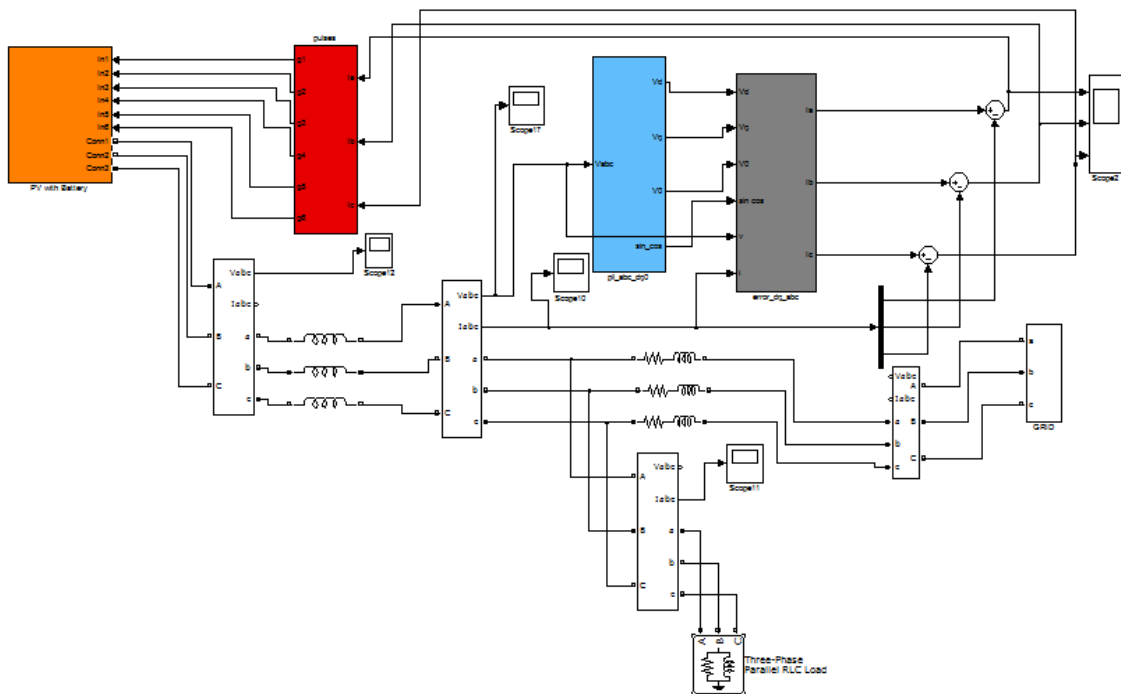 pulses
In1
In2
In3
In4
In5
In6
Conn1
Conn2
Conn3
PV with Battery
g1
g2
g3
g4
g5
g6
Ia
Ib
Ic
Scope17
Vabc
Vd
Vq
V0
sin_cos
pi_abc_dq0
Vd
Vq
V0
sin cos
v
i
Ia
Ib
Ic
error_dq_abc
Scope2
Scope12
Scope10
A
B
C
Vabc
Iabc
a
b
c
A
B
C
Vabc
Iabc
a
b
c
Vabc
Iabc
a
b
c
A
B
C
a
b
c
GRID
A
B
C
Vabc
Iabc
a
b
c
Scope11
A
B
C
Three-Phase
Parallel RLC Load